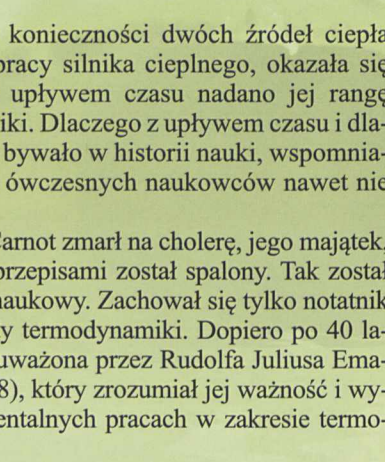 konieczności dwóch źródeł ciepła
pracy silnika cieplnego, okazała się
upływem czasu nadano jej rangę
iki. Dlaczego z upływem czasu i dla-
bywało w historii nauki, wspomnia-
ówczesnych naukowców nawet nie
Carnot zmarł na cholerę, jego majątek,
przepisami został spalony. Tak został
naukowy. Zachował się tylko notatnik
y termodynamiki. Dopiero po 40 la-
uważona przez Rudolfa Juliusa Ema-
8), który zrozumiał jej ważność i wy-
entalnych pracach w zakresie termo-